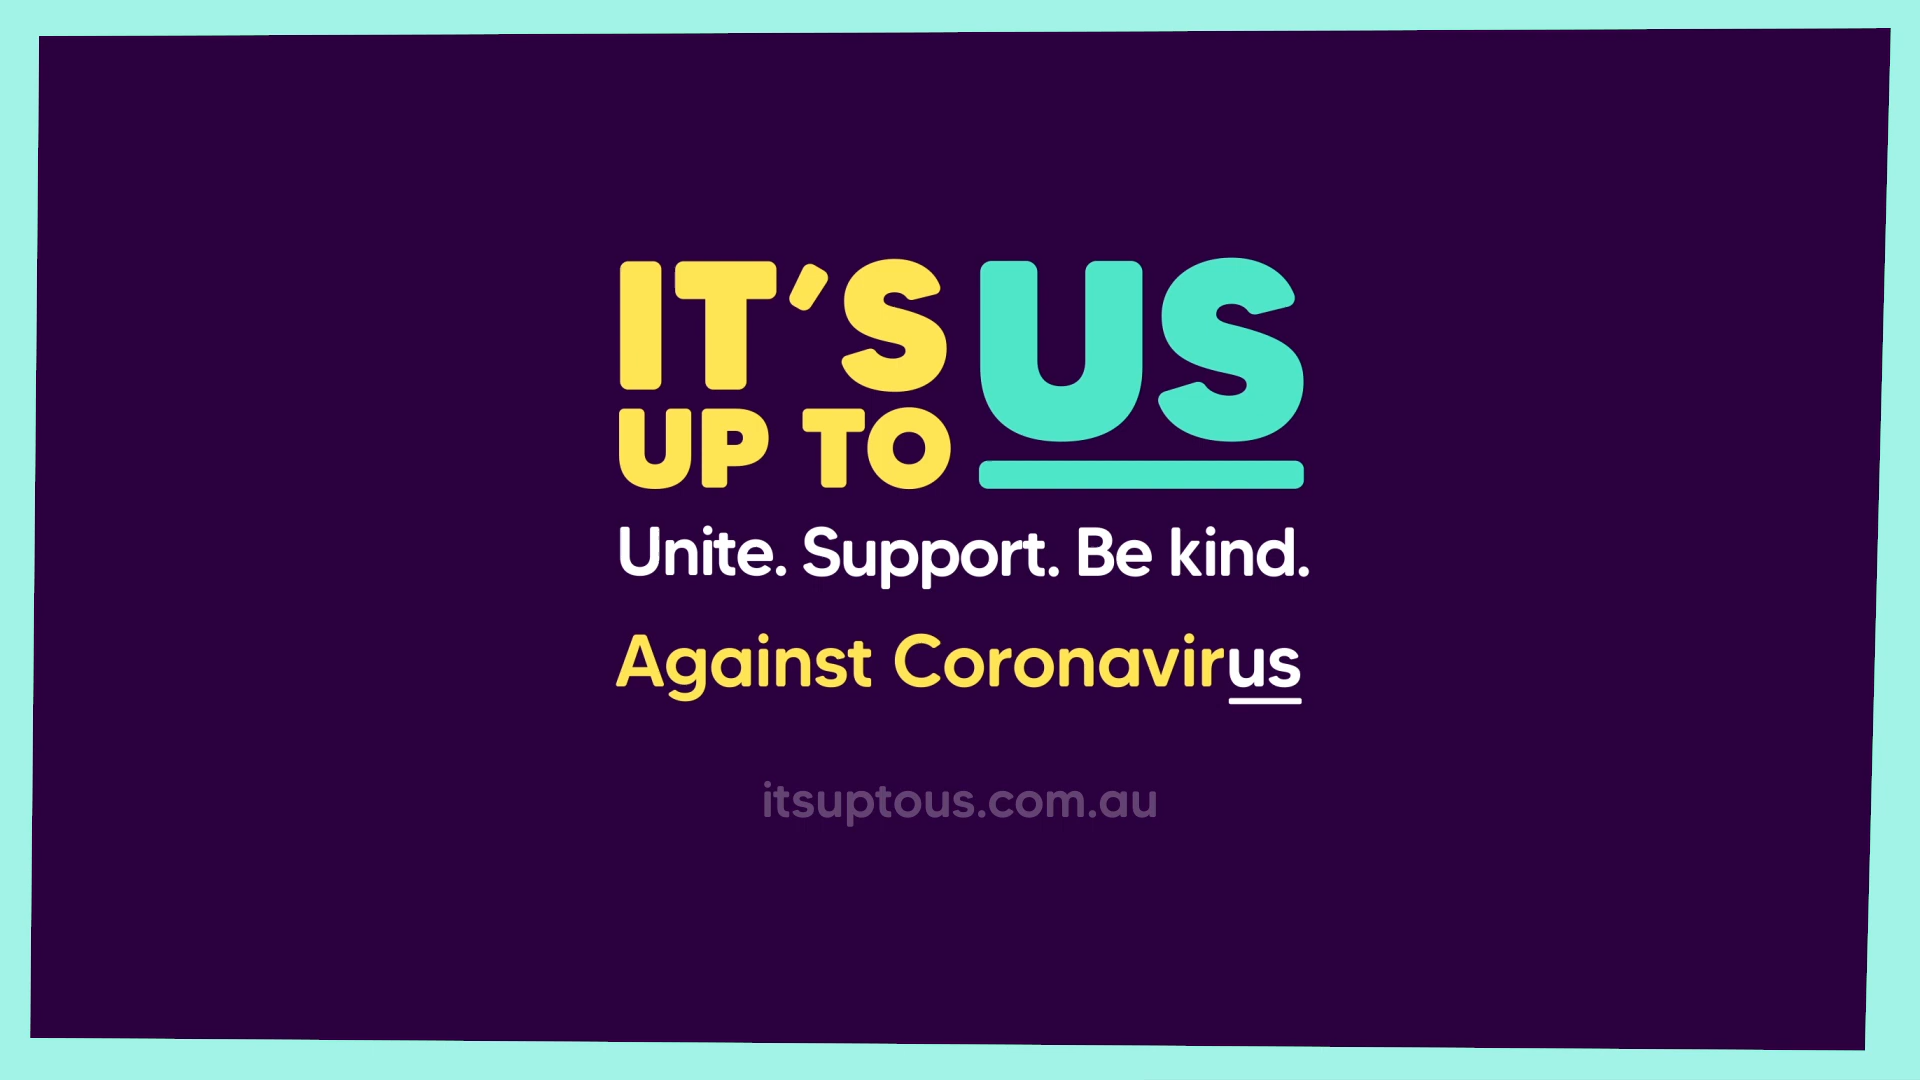 IT'S US
UP TO
Unite. Support. Be kind.
Against Coronavirus
itsuptous.com.au